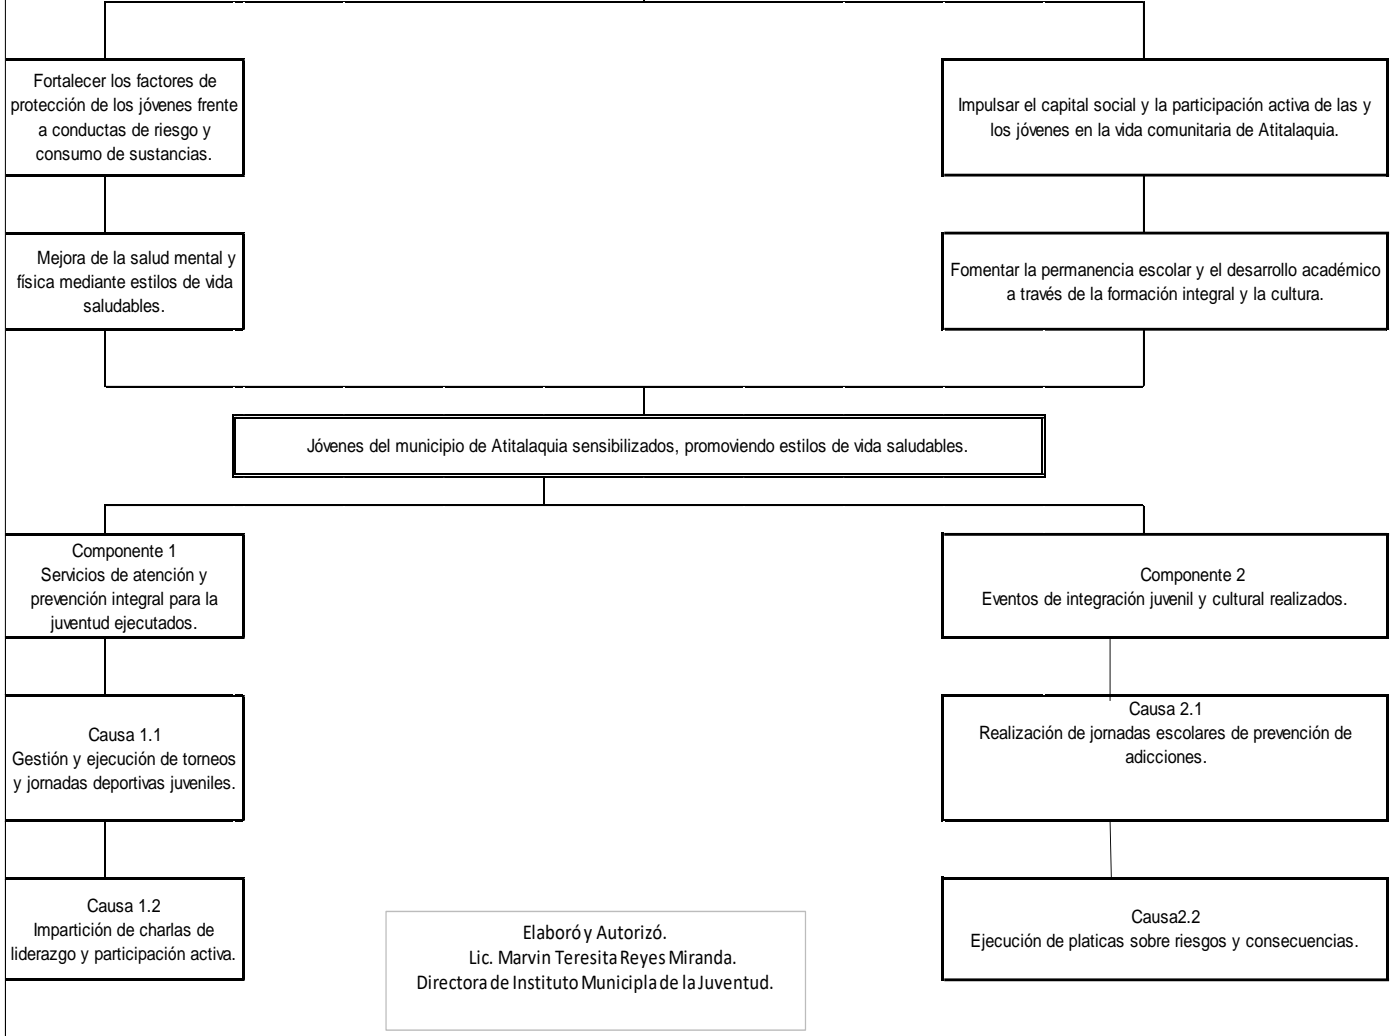 Fortalecer los factores de
protección de los jóvenes frente
a conductas de riesgo y
consumo de sustancias.
Impulsar el capital social y la participación activa de las y
los jóvenes en la vida comunitaria de Atitalaquia.
Mejora de la salud mental y
física mediante estilos de vida
saludables.
Fomentar la permanencia escolar y el desarrollo académico
a través de la formación integral y la cultura.
Jóvenes del municipio de Atitalaquia sensibilizados, promoviendo estilos de vida saludables.
Componente 1
Servicios de atención y
prevención integral para la
juventud ejecutados.
Componente 2
Eventos de integración juvenil y cultural realizados.
Causa 1.1
Gestión y ejecución de torneos
y jornadas deportivas juveniles.
Causa 2.1
Realización de jornadas escolares de prevención de
adicciones.
Causa 1.2
Impartición de charlas de
liderazgo y participación activa.
Causa2.2
Ejecución de platicas sobre riesgos y consecuencias.
Elaboró y Autorizó.
Lic. Marvin Teresita Reyes Miranda.
Directora de Instituto Municipla de la Juventud.